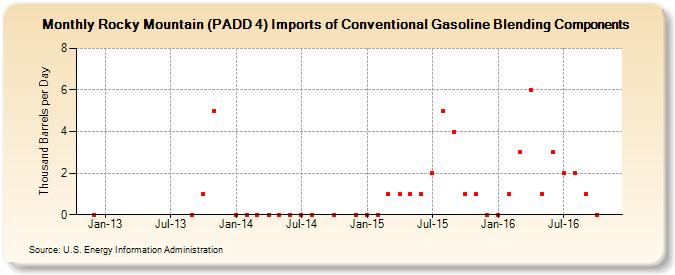 Monthly Rocky Mountain (PADD 4) Imports of Conventional Gasoline Blending Components
Thousand Barrels per Day
8
6
4
2
0
Jan-13 Jul-13 Jan-14 Jul-14 Jan-15 Jul-15 Jan-16 Jul-16
Source: U.S. Energy Information Administration